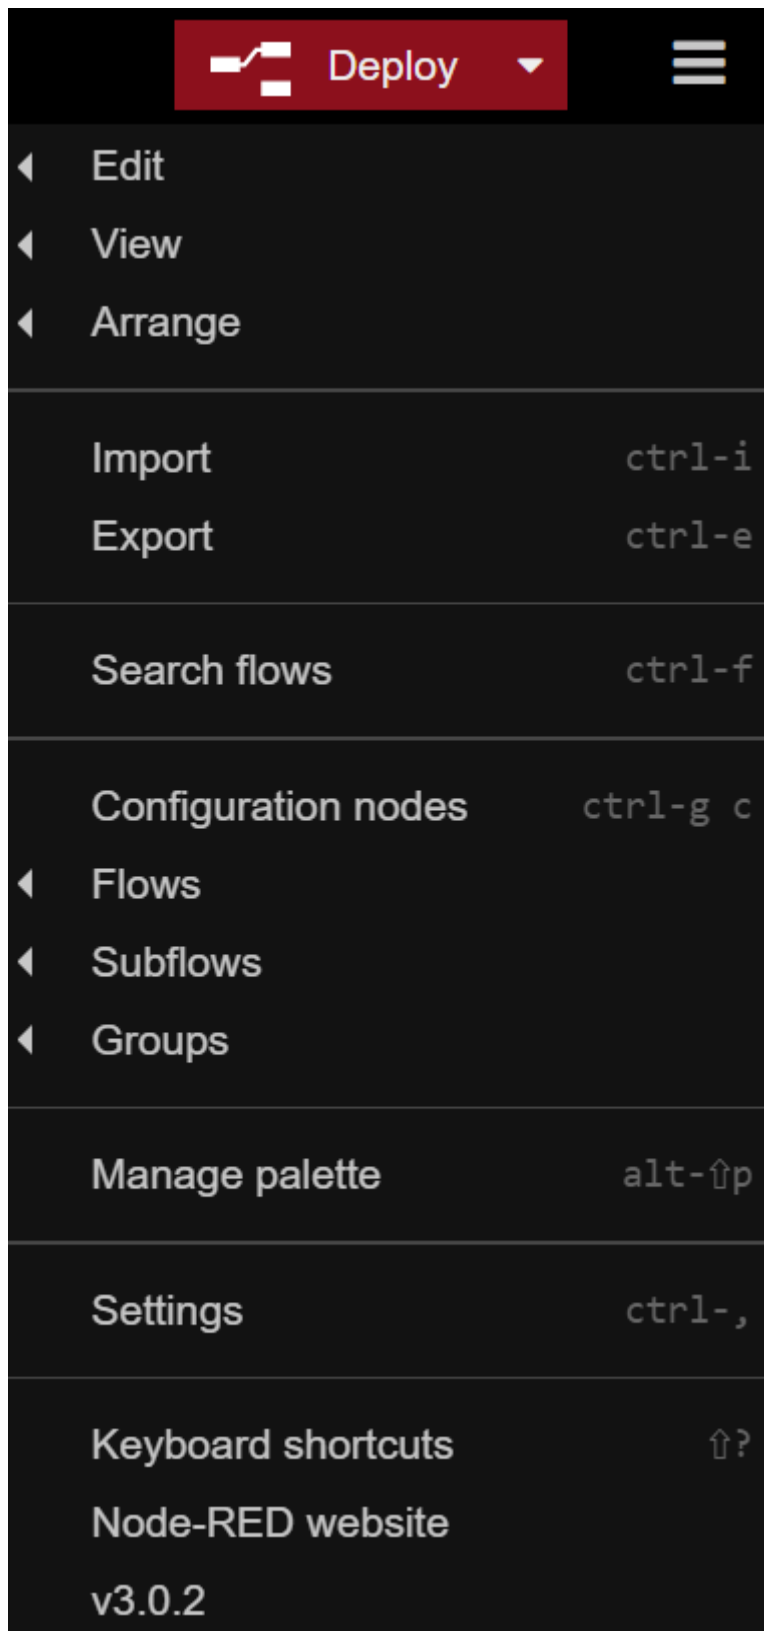 Deploy
Edit
View
Arrange
Import ctrl-i
Export ctrl-e
Search flows ctrl-f
Configuration nodes ctrl-g c
Flows
Subflows
Groups
Manage palette alt-⇧p
Settings ctrl-,
Keyboard shortcuts ⇧?
Node-RED website
v3.0.2